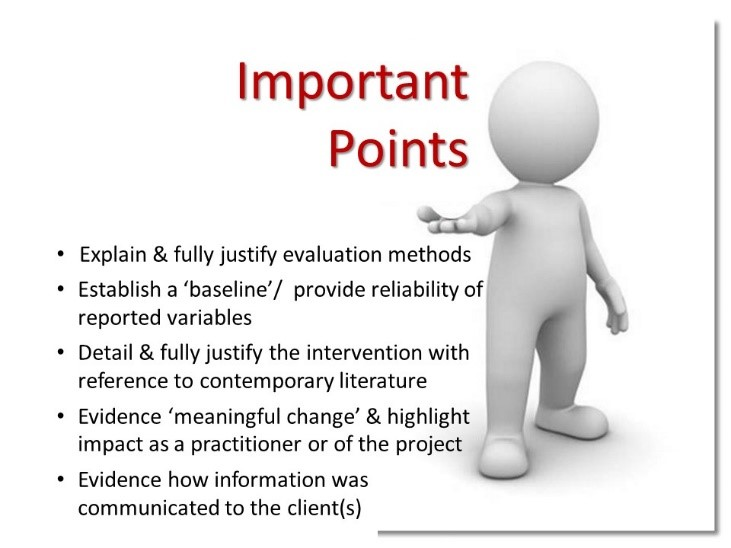 Important
Points
• Explain & fully justify evaluation methods
• Establish a ‘baseline’/ provide reliability of
reported variables
• Detail & fully justify the intervention with
reference to contemporary literature
• Evidence ‘meaningful change’ & highlight
impact as a practitioner or of the project
• Evidence how information was
communicated to the client(s)